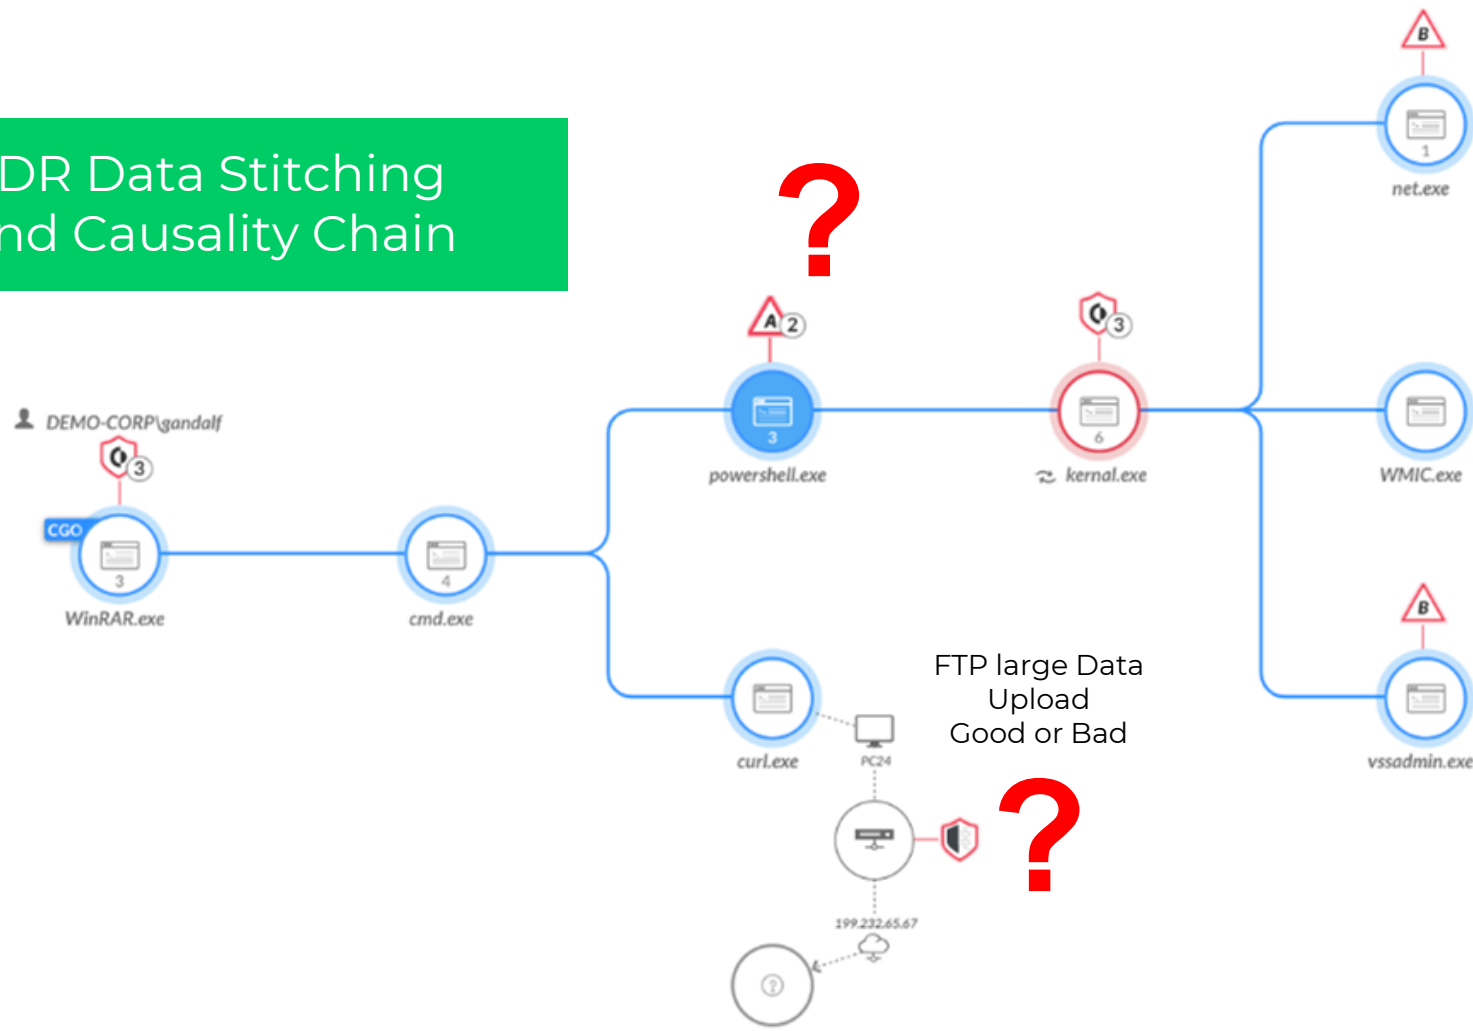 DR Data Stitching
nd Causality Chain
B
1
net.exe
A 2
3
powershell.exe
3
6
kernal.exe
WMIC.exe
DEMO-CORP\gandalf
3
CGO
3
WinRAR.exe
4
cmd.exe
B
vssadmin.exe
curl.exe
PC24
FTP large Data
Upload
Good or Bad
?
?
199.232.65.67
?